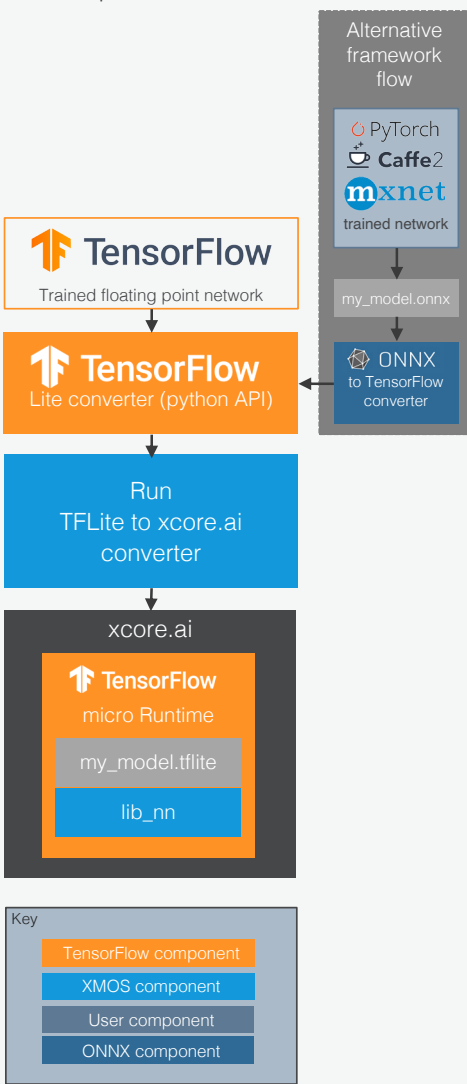 Alternative
framework
flow
PyTorch
Caffe2
mxnet
trained network
my_model.onnx
ONNX
to TensorFlow
converter
TensorFlow
Trained floating point network
TensorFlow
Lite converter (python API)
Run
TFLite to xcore.ai
converter
xcore.ai
TensorFlow
micro Runtime
my_model.tflite
lib_nn
Key
TensorFlow component
XMOS component
User component
ONNX component